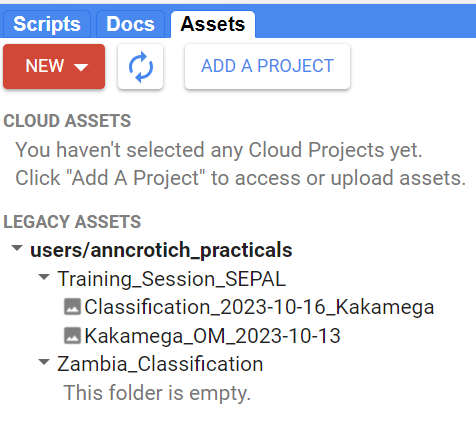 Scripts Docs Assets
NEW ADD A PROJECT
CLOUD ASSETS
You haven't selected any Cloud Projects yet.
Click "Add A Project" to access or upload assets.
LEGACY ASSETS
users/anncrotich_practicals
Training_Session_SEPAL
Classification_2023-10-16_Kakamega
Kakamega_OM_2023-10-13
Zambia_Classification
This folder is empty.